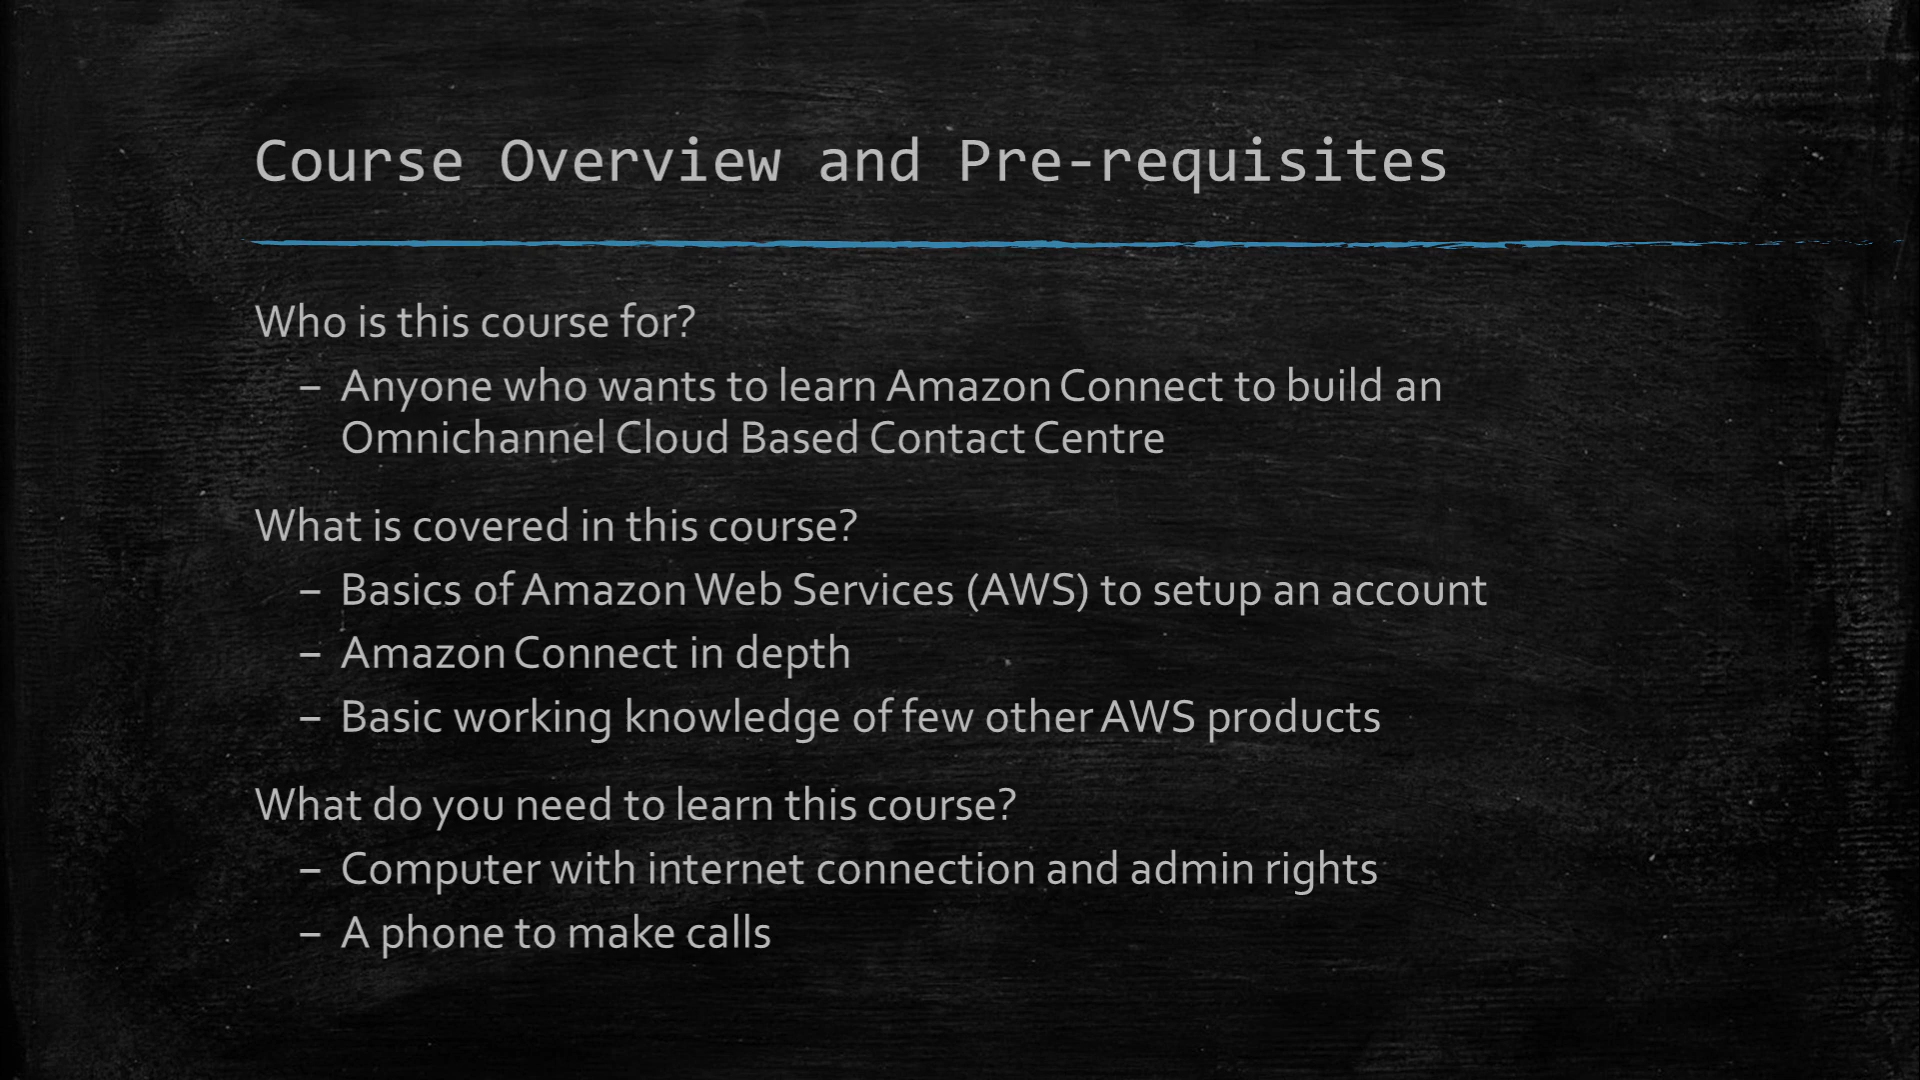 Course Overview and Pre-requisites
Who is this course for?
– Anyone who wants to learn Amazon Connect to build an
Omnichannel Cloud Based Contact Centre
What is covered in this course?
– Basics of Amazon Web Services (AWS) to setup an account
– Amazon Connect in depth
– Basic working knowledge of few other AWS products
What do you need to learn this course?
– Computer with internet connection and admin rights
– A phone to make calls